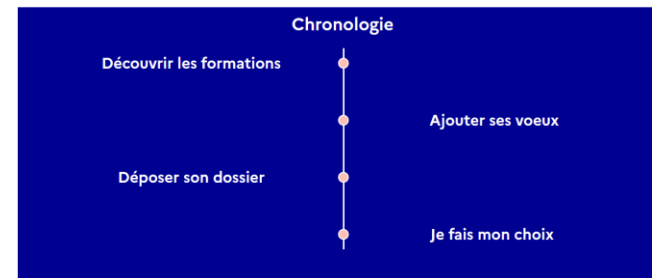 Chronologie
Découvrir les formations
Ajouter ses voeux
Déposer son dossier
Je fais mon choix